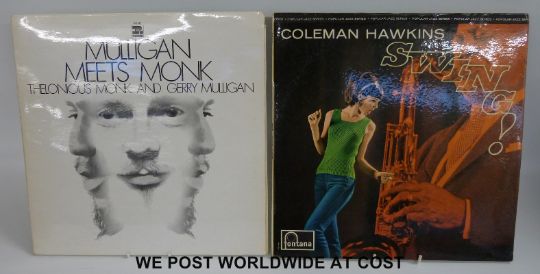 MULLIGAN
MEETS MONK
THELONIOUS MONK AND GERRY MULLIGAN
COLEMAN HAWKINS
SWING!
fontana
WE POST WORLDWIDE AT COST